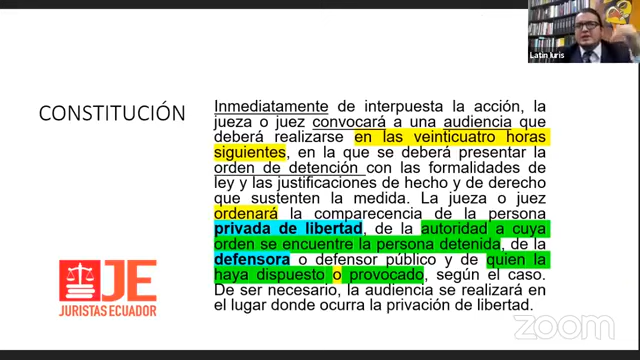 Latin Iuris
CONSTITUCIÓN
Inmediatamente de interpuesta la acción, la
jueza o juez convocará a una audiencia que
deberá realizarse en las veinticuatro horas
siguientes, en la que se deberá presentar la
orden de detención con las formalidades de
ley y las justificaciones de hecho y de derecho
que sustenten la medida. La jueza o juez
ordenará la comparecencia de la persona
privada de libertad, de la autoridad a cuya
orden se encuentre la persona detenida, de la
defensora o defensor público y de quien la
haya dispuesto o provocado, según el caso.
De ser necesario, la audiencia se realizará en
el lugar donde ocurra la privación de libertad.
JE
JURISTAS ECUADOR
zoom